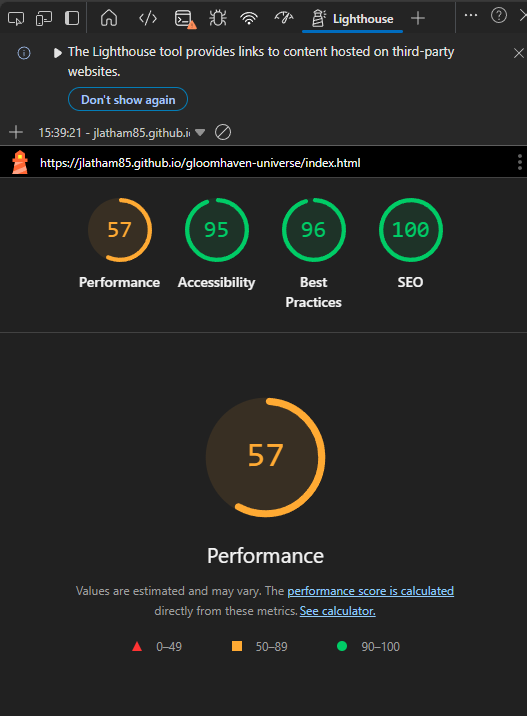 Lighthouse
The Lighthouse tool provides links to content hosted on third-party
websites.
Don't show again
15:39:21 - jlatham85.github.i
https://jlatham85.github.io/gloomhaven-universe/index.html
57
95
96
100
Performance
Accessibility
Best
Practices
SEO
57
Performance
Values are estimated and may vary. The performance score is calculated
directly from these metrics. See calculator.
0–49
50–89
90–100